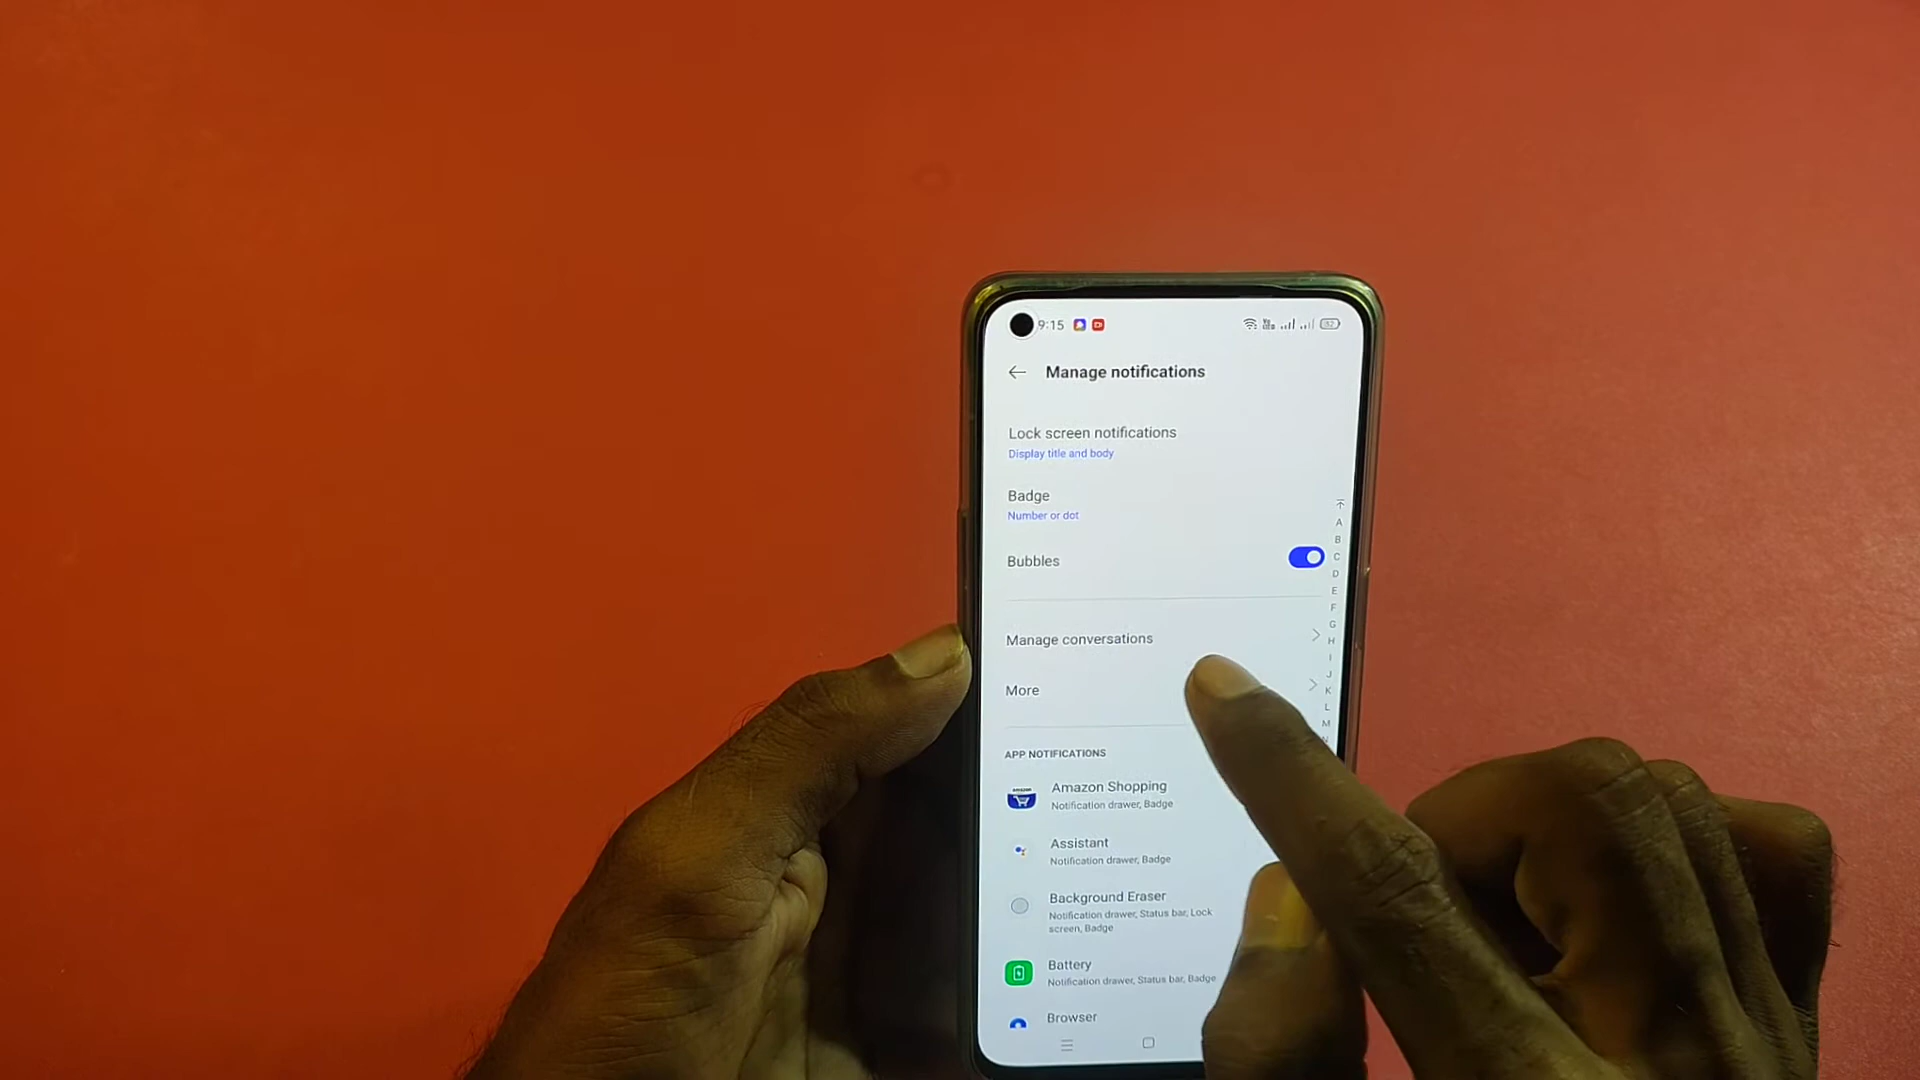 9:15
Manage notifications
Lock screen notifications
Display title and body
Badge
Number or dot
Bubbles
Manage conversations
More
APP NOTIFICATIONS
Amazon Shopping
Notification drawer, Badge
Assistant
Notification drawer, Badge
Background Eraser
Notification drawer, Status bar, Lock
screen, Badge
Battery
Notification drawer, Status bar, Badge
Browser
A
B
C
D
E
F
G
H
I
J
K
L
M
N